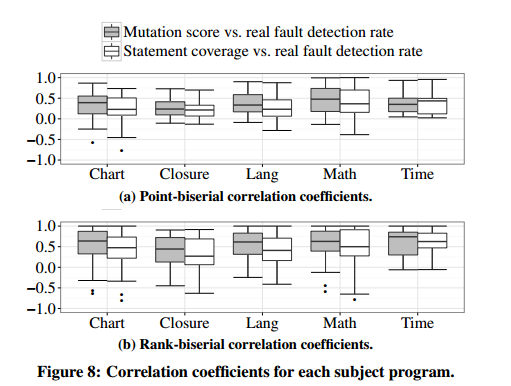 Mutation score vs. real fault detection rate
Statement coverage vs. real fault detection rate
1.0
0.5
0.0
−0.5
−1.0
Chart Closure Lang Math Time
(a) Point-biserial correlation coefficients.
1.0
0.5
0.0
−0.5
−1.0
Chart Closure Lang Math Time
(b) Rank-biserial correlation coefficients.
Figure 8: Correlation coefficients for each subject program.